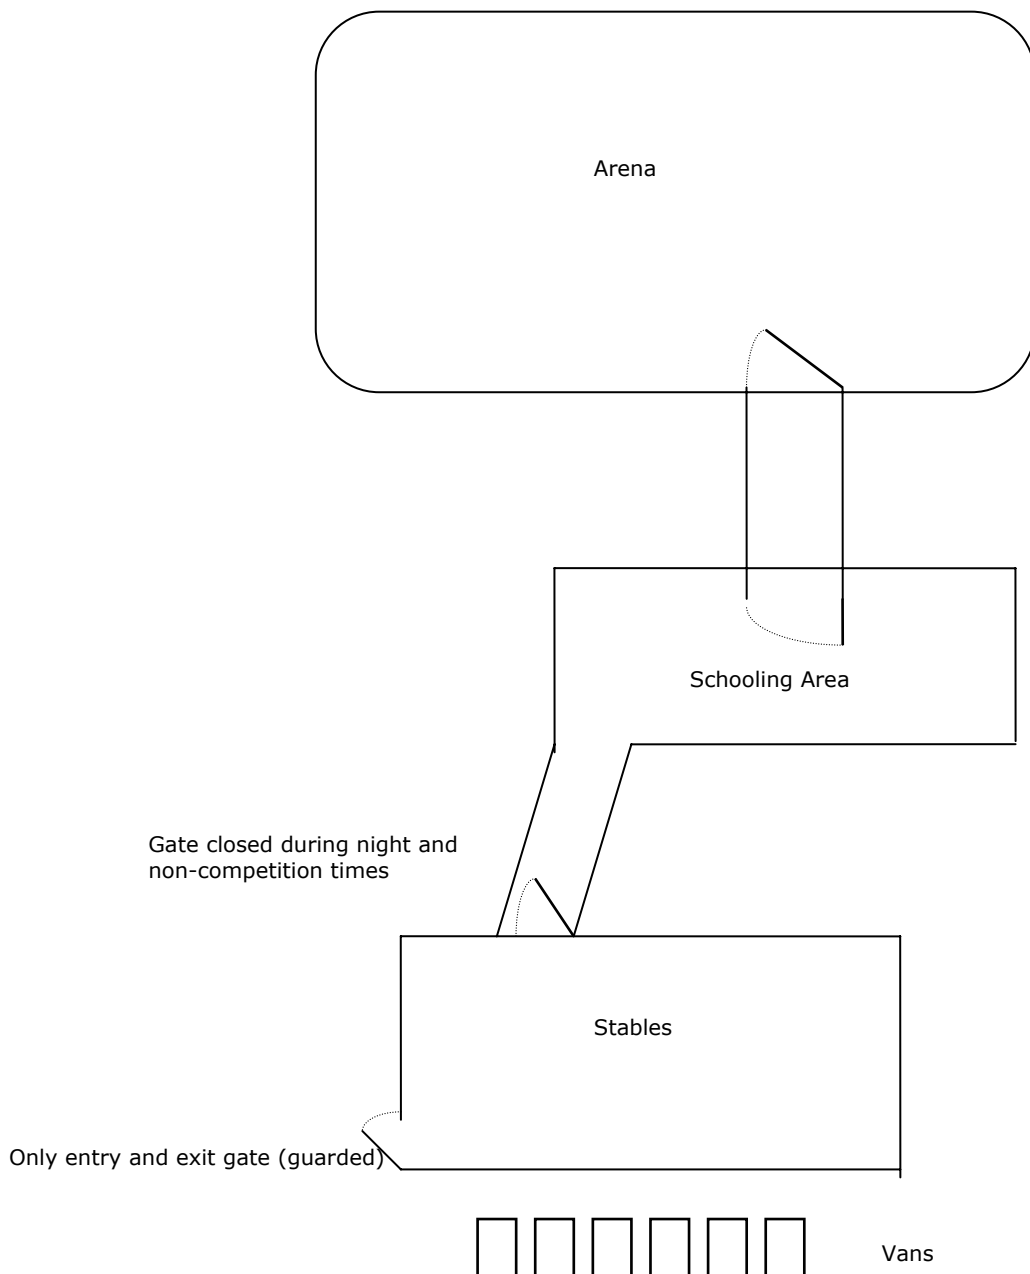 Arena
Schooling Area
Gate closed during night and
non-competition times
Stables
Only entry and exit gate (guarded)
Vans